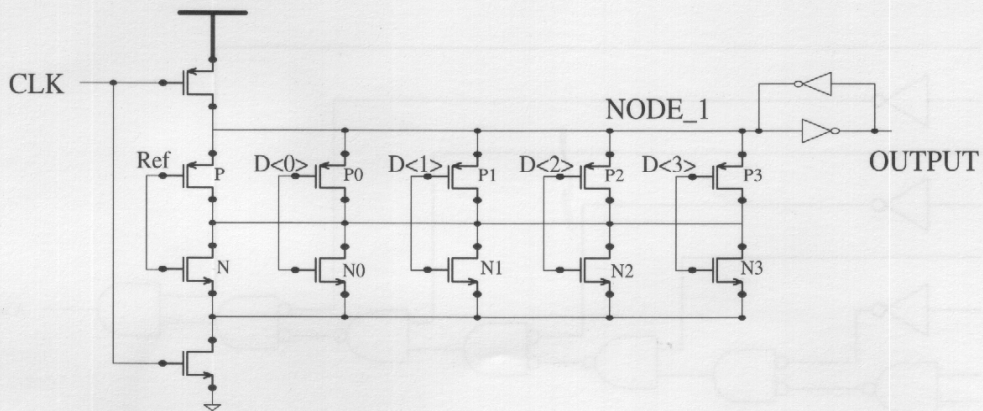 CLK
NODE_1
OUTPUT
Ref
P
D<0>
P0
D<1>
P1
D<2>
P2
D<3>
P3
N
N0
N1
N2
N3